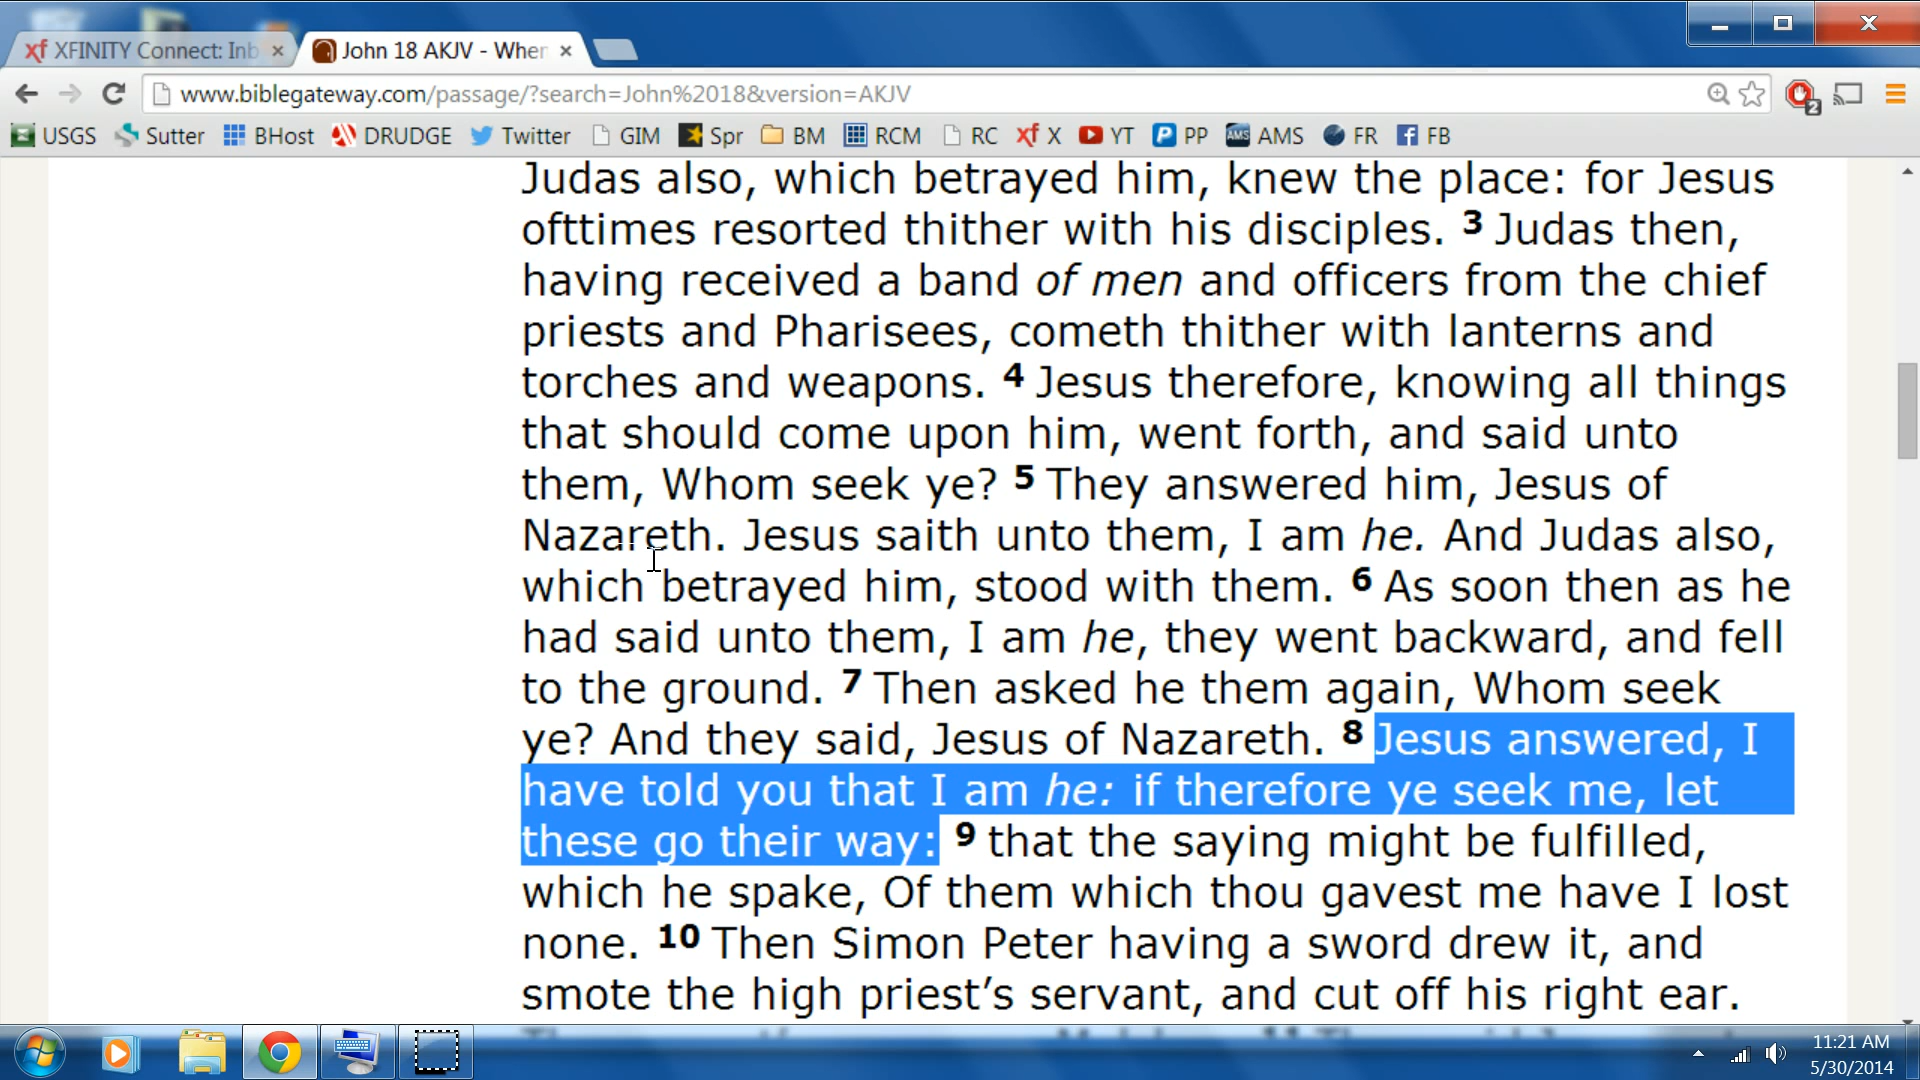 XFINITY Connect: Inb
John 18 AKJV - When
www.biblegateway.com/passage/?search=John%2018&version=AKJV
2
USGS Sutter BHost DRUDGE Twitter GIM Spr BM RCM RC X YT PP AMS FR FB
Judas also, which betrayed him, knew the place: for Jesus
ofttimes resorted thither with his disciples. 3 Judas then,
having received a band of men and officers from the chief
priests and Pharisees, cometh thither with lanterns and
torches and weapons. 4 Jesus therefore, knowing all things
that should come upon him, went forth, and said unto
them, Whom seek ye? 5 They answered him, Jesus of
Nazareth. Jesus saith unto them, I am he. And Judas also,
which betrayed him, stood with them. 6 As soon then as he
had said unto them, I am he, they went backward, and fell
to the ground. 7 Then asked he them again, Whom seek
ye? And they said, Jesus of Nazareth. 8 Jesus answered, I
have told you that I am he: if therefore ye seek me, let
these go their way: 9 that the saying might be fulfilled,
which he spake, Of them which thou gavest me have I lost
none. 10 Then Simon Peter having a sword drew it, and
smote the high priest’s servant, and cut off his right ear.
11:21 AM
5/30/2014